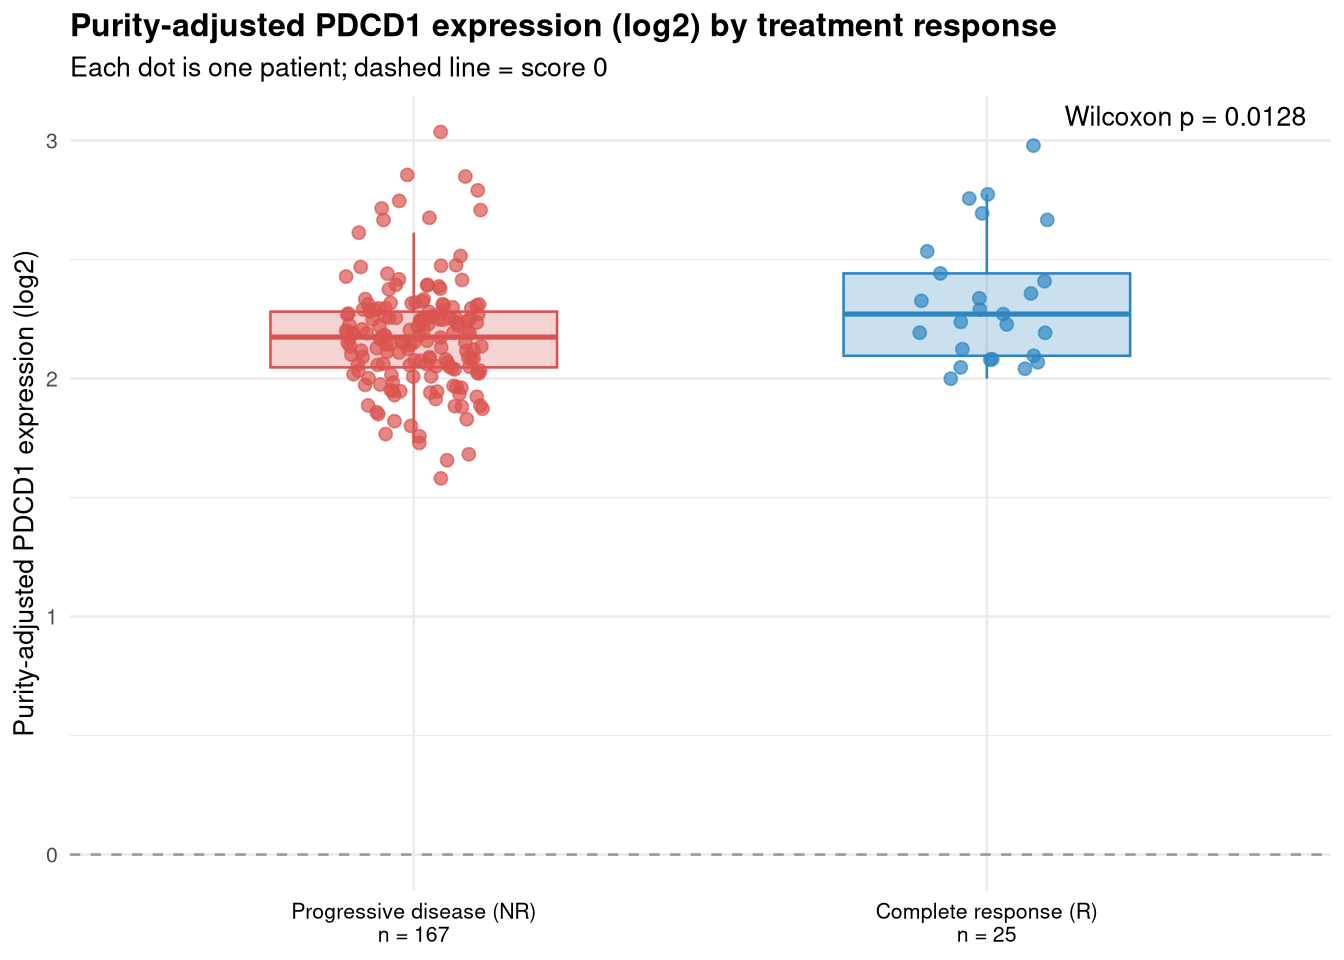 Purity-adjusted PDCD1 expression (log2) by treatment response
Each dot is one patient; dashed line = score 0
Wilcoxon p = 0.0128
Purity-adjusted PDCD1 expression (log2)
3
2
1
0
Progressive disease (NR)
n = 167
Complete response (R)
n = 25